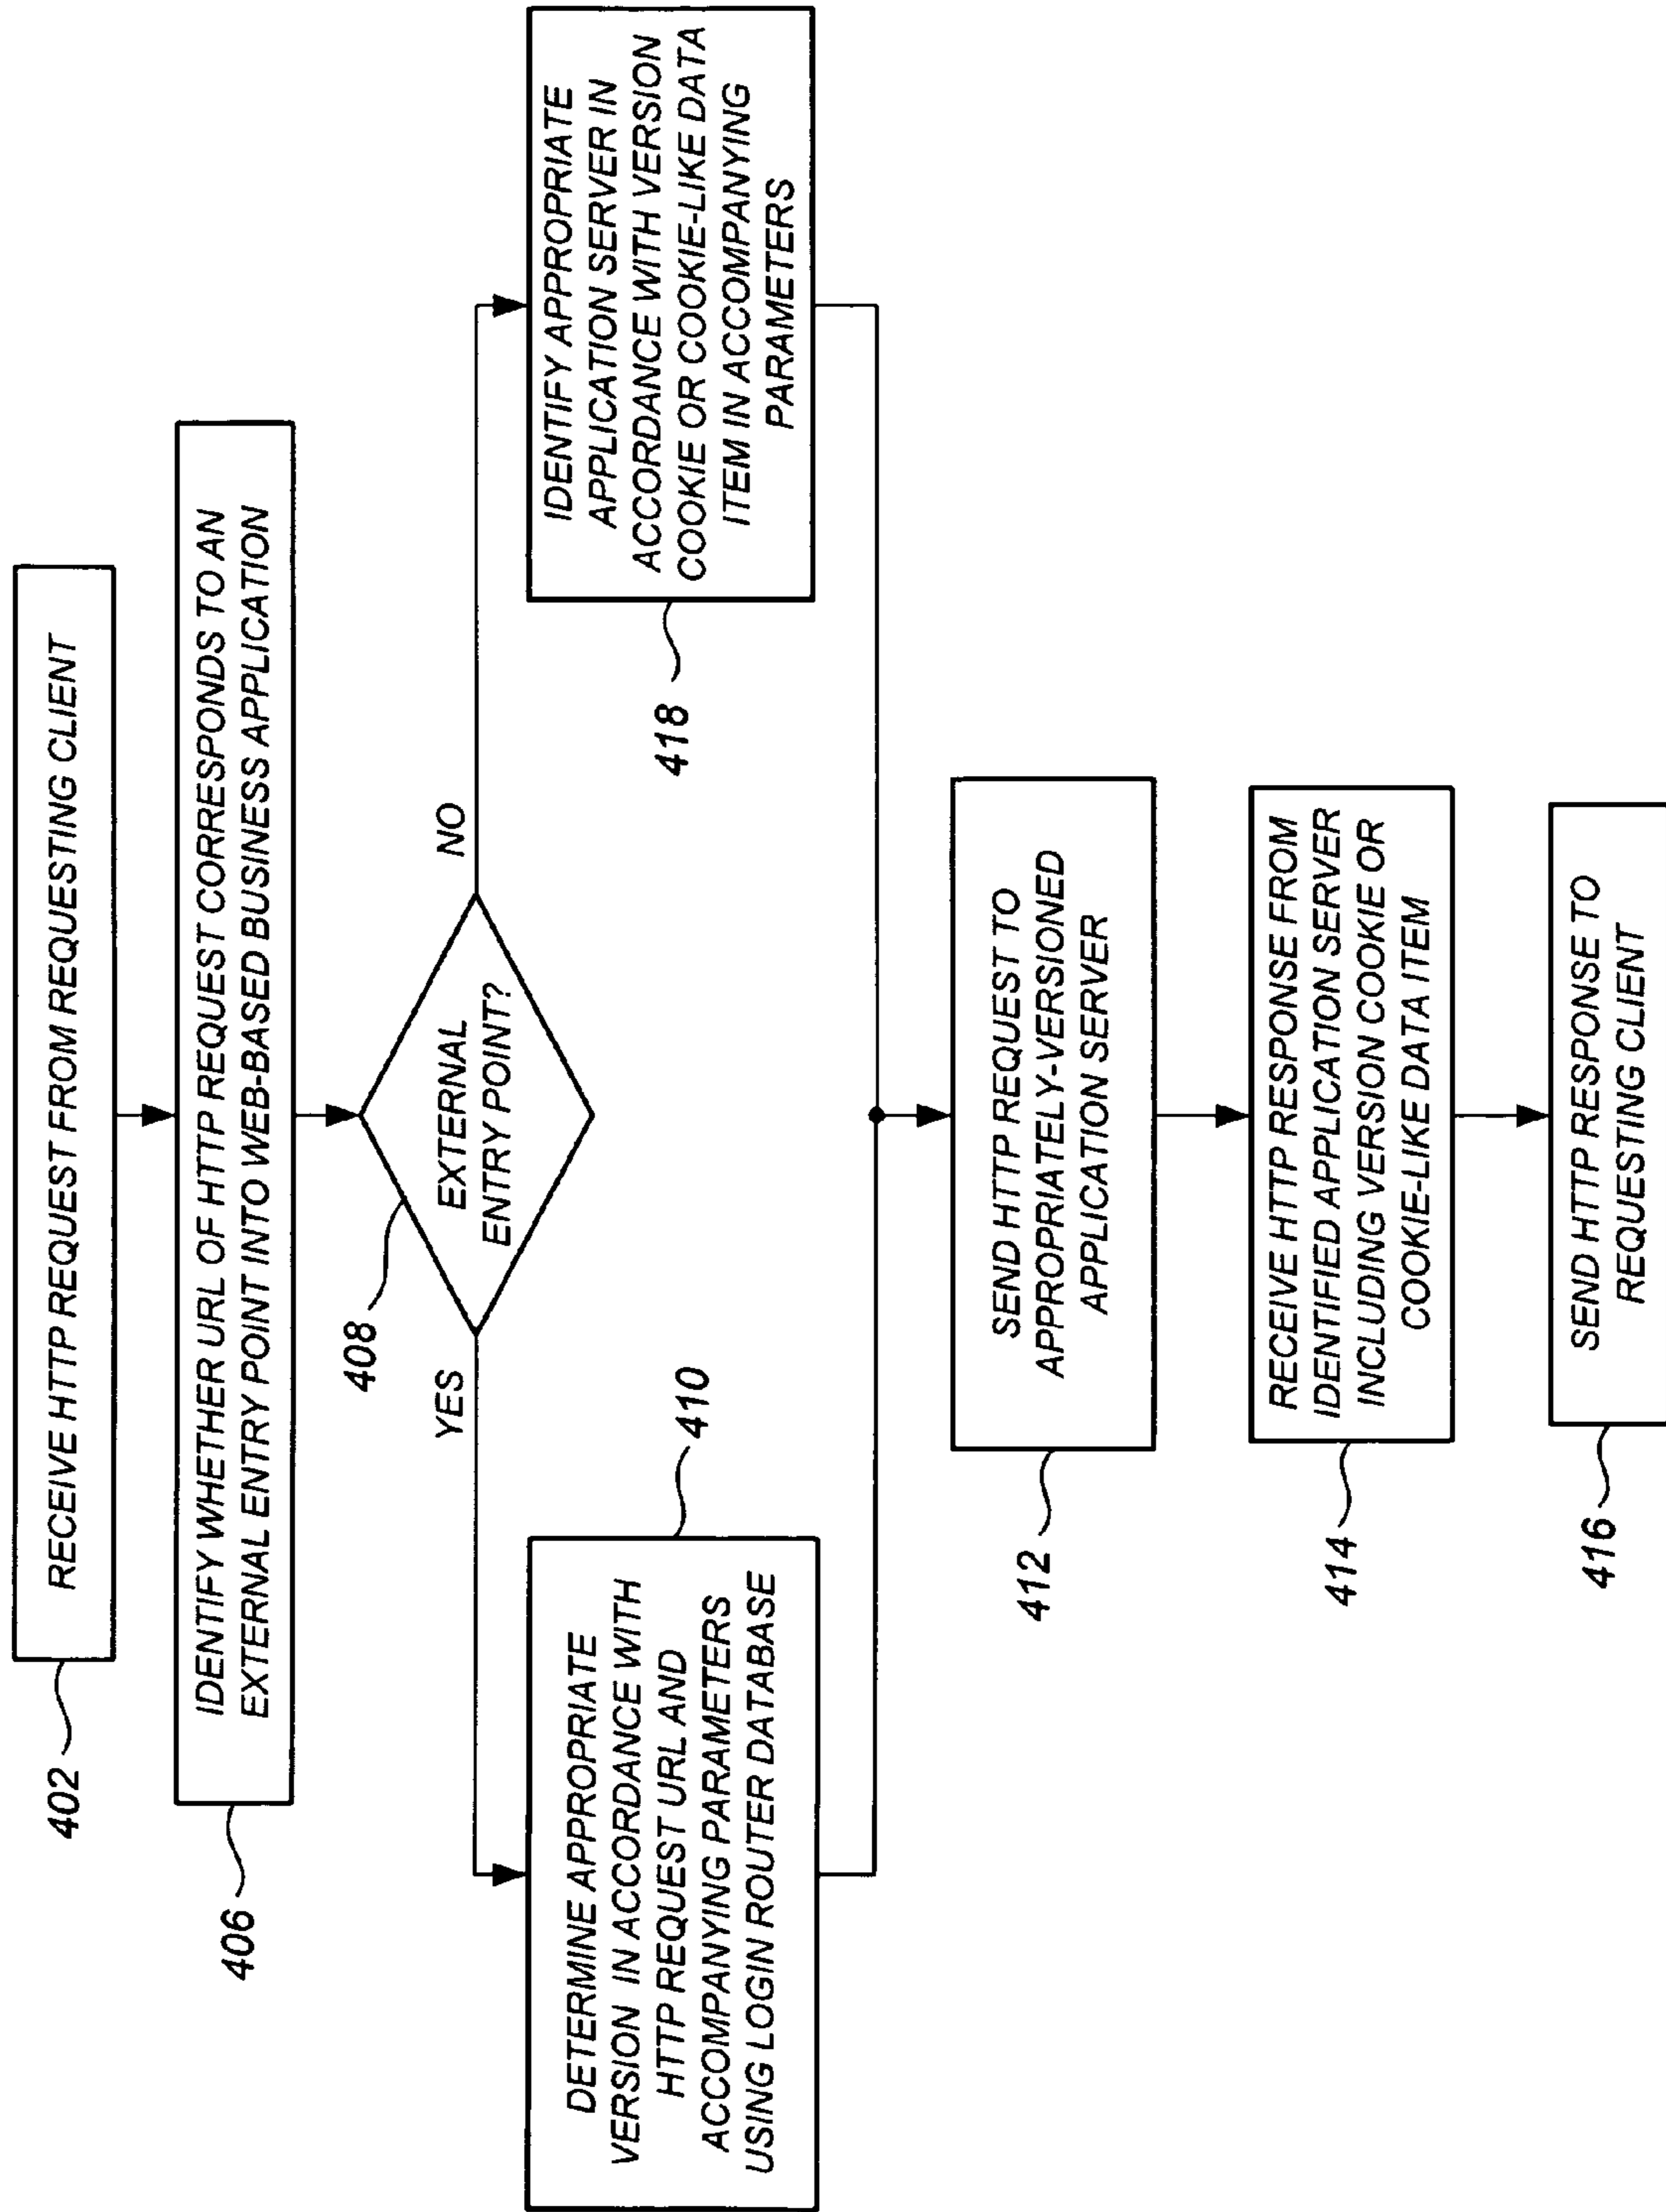 RECEIVE HTTP REQUEST FROM REQUESTING CLIENT
402
IDENTIFY WHETHER URL OF HTTP REQUEST CORRESPONDS TO AN
EXTERNAL ENTRY POINT INTO WEB-BASED BUSINESS APPLICATION
406
EXTERNAL
ENTRY POINT?
408
YES
NO
DETERMINE APPROPRIATE
VERSION IN ACCORDANCE WITH
HTTP REQUEST URL AND
ACCOMPANYING PARAMETERS
USING LOGIN ROUTER DATABASE
410
IDENTIFY APPROPRIATE
APPLICATION SERVER IN
ACCORDANCE WITH VERSION
COOKIE OR COOKIE-LIKE DATA
ITEM IN ACCOMPANYING
PARAMETERS
418
SEND HTTP REQUEST TO
APPROPRIATELY-VERSIONED
APPLICATION SERVER
412
RECEIVE HTTP RESPONSE FROM
IDENTIFIED APPLICATION SERVER
INCLUDING VERSION COOKIE OR
COOKIE-LIKE DATA ITEM
414
SEND HTTP RESPONSE TO
REQUESTING CLIENT
416